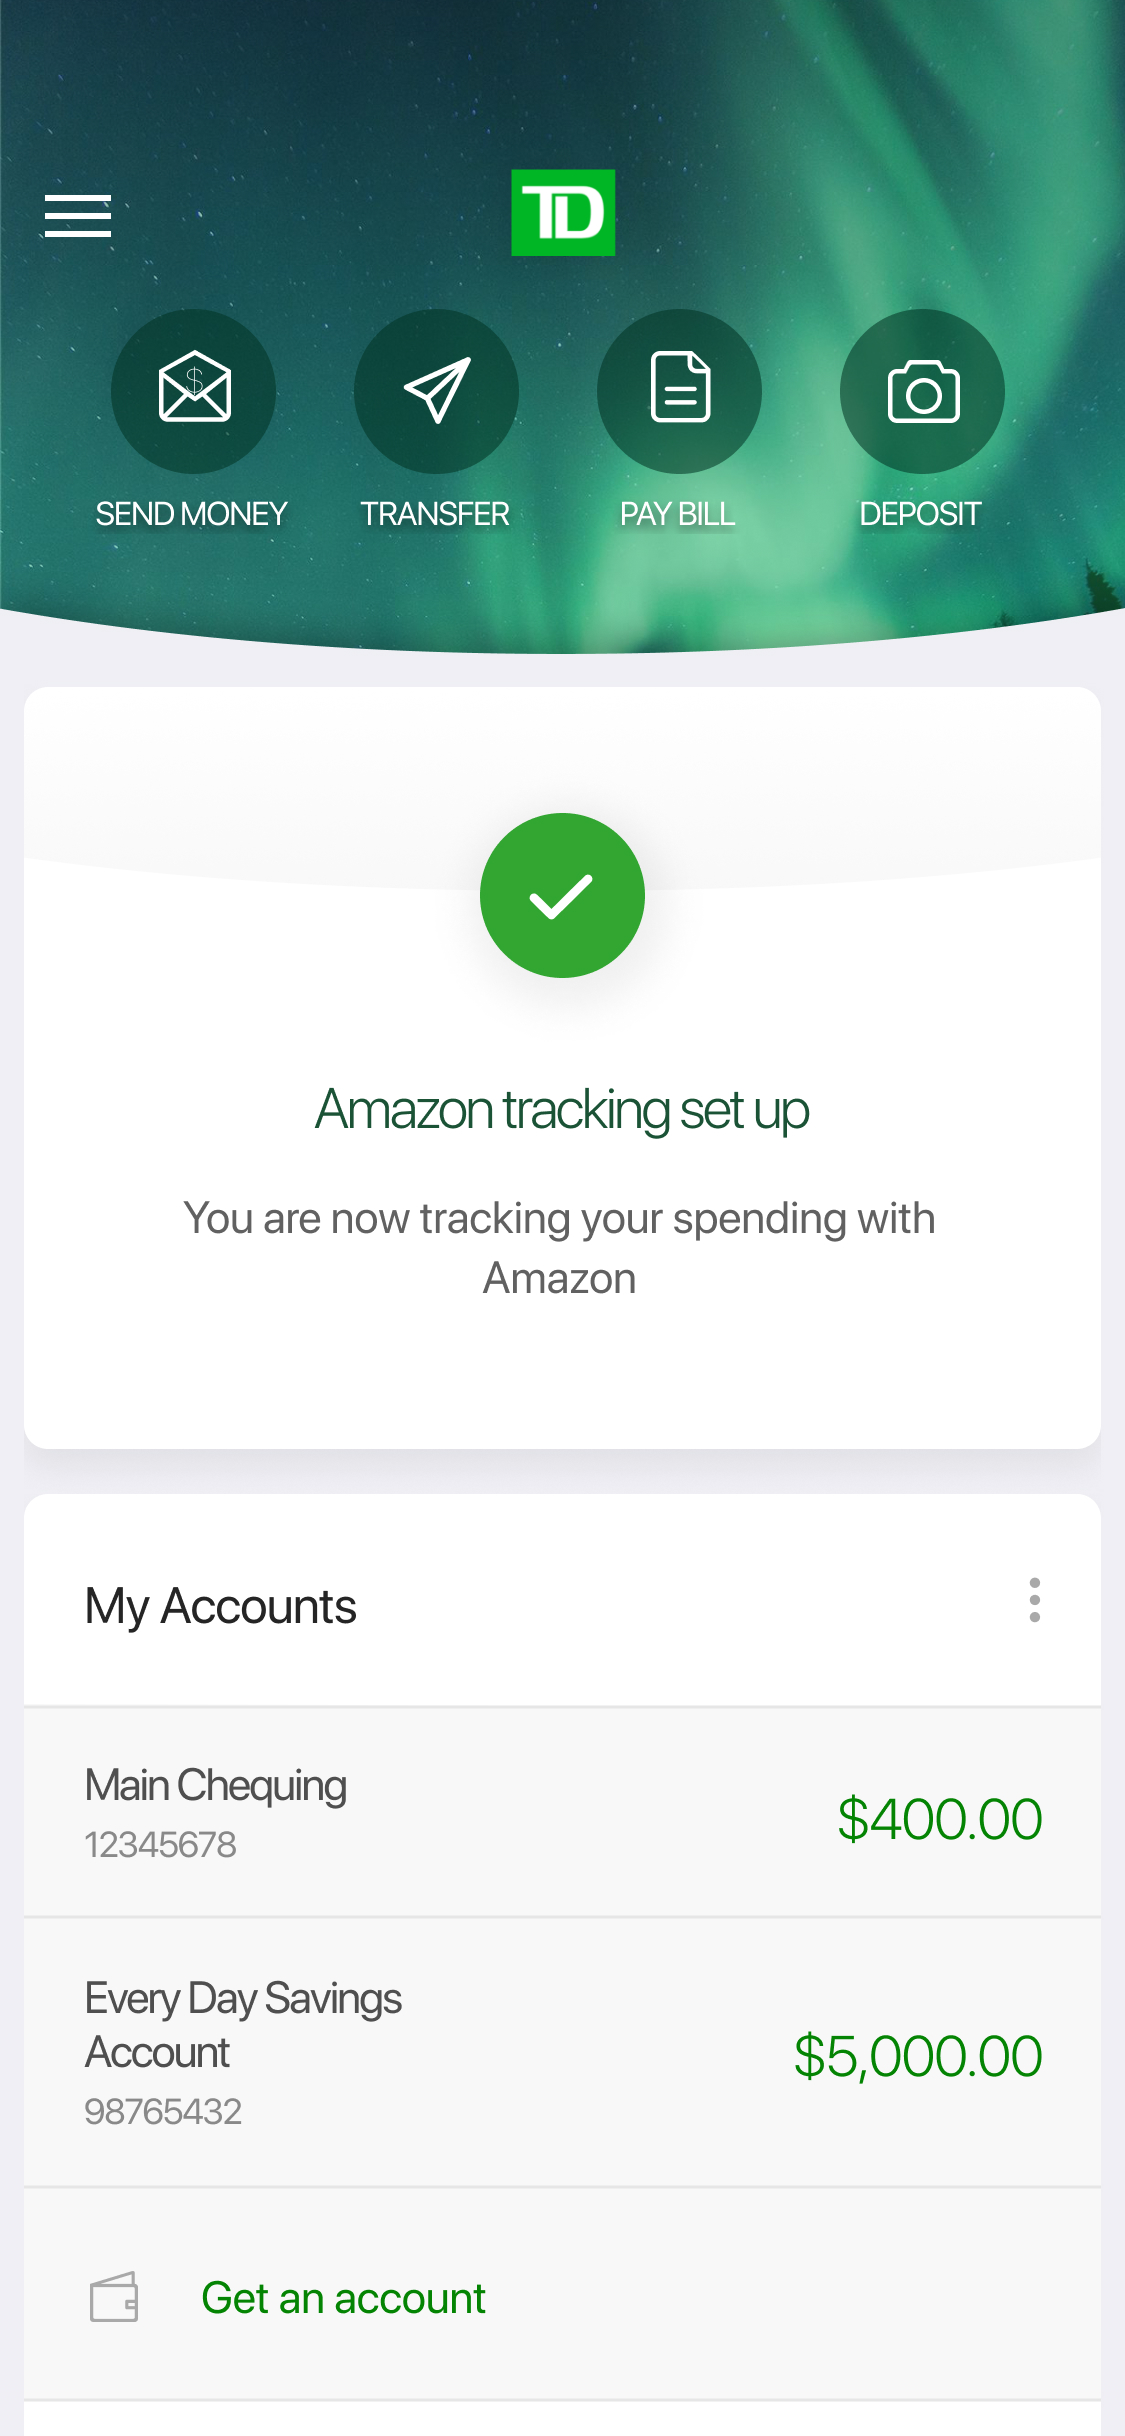 TD
SEND MONEY
TRANSFER
PAY BILL
DEPOSIT
Amazon tracking set up
You are now tracking your spending with
Amazon
My Accounts
Main Chequing
12345678
$400.00
Every Day Savings
Account
98765432
$5,000.00
Get an account